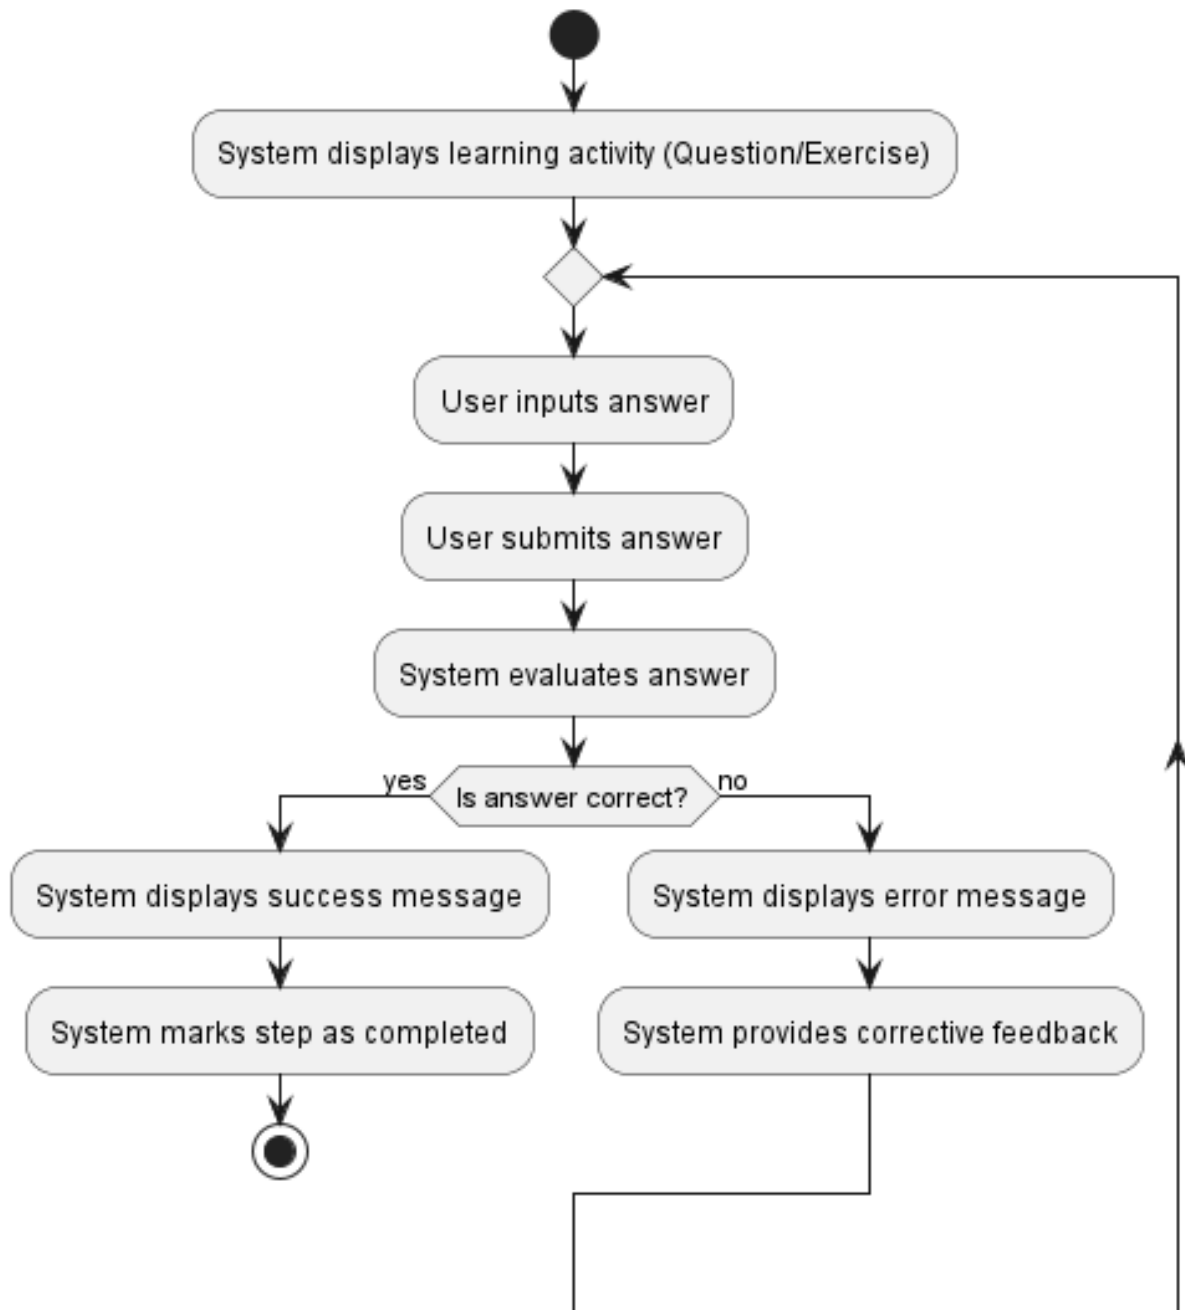 System displays learning activity (Question/Exercise)
User inputs answer
User submits answer
System evaluates answer
yes
Is answer correct?
no
System displays success message
System displays error message
System marks step as completed
System provides corrective feedback